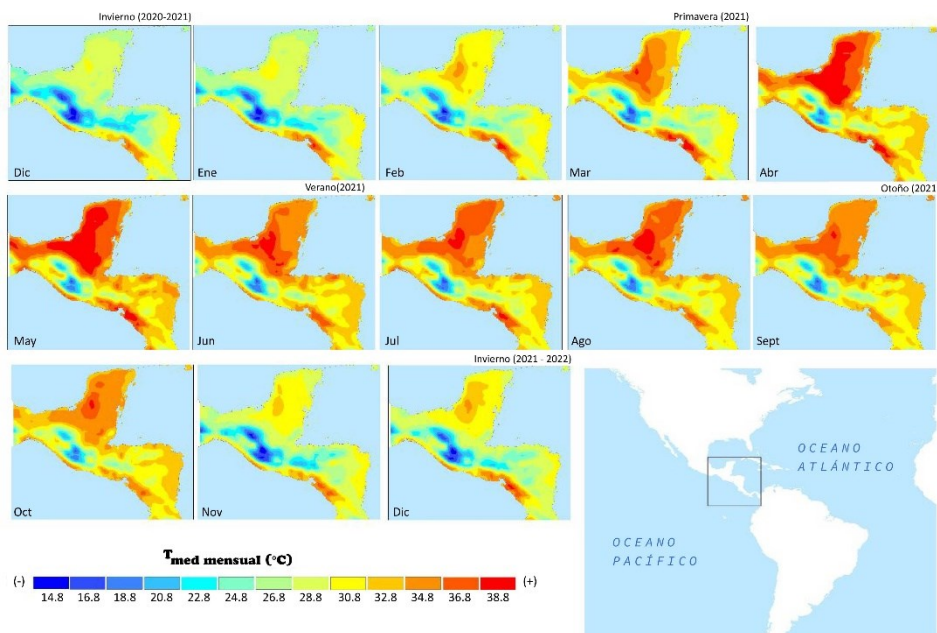 Invierno (2020-2021)
Primavera (2021)
Dic
Ene
Feb
Mar
Abr
Verano(2021)
Otoño (2021
May
Jun
Jul
Ago
Sept
Invierno (2021 - 2022)
Oct
Nov
Dic
OCEANO
ATLÁNTICO
OCEANO
PACÍFICO
Tmed mensual (°C)
(-) (+)
14.8 16.8 18.8 20.8 22.8 24.8 26.8 28.8 30.8 32.8 34.8 36.8 38.8